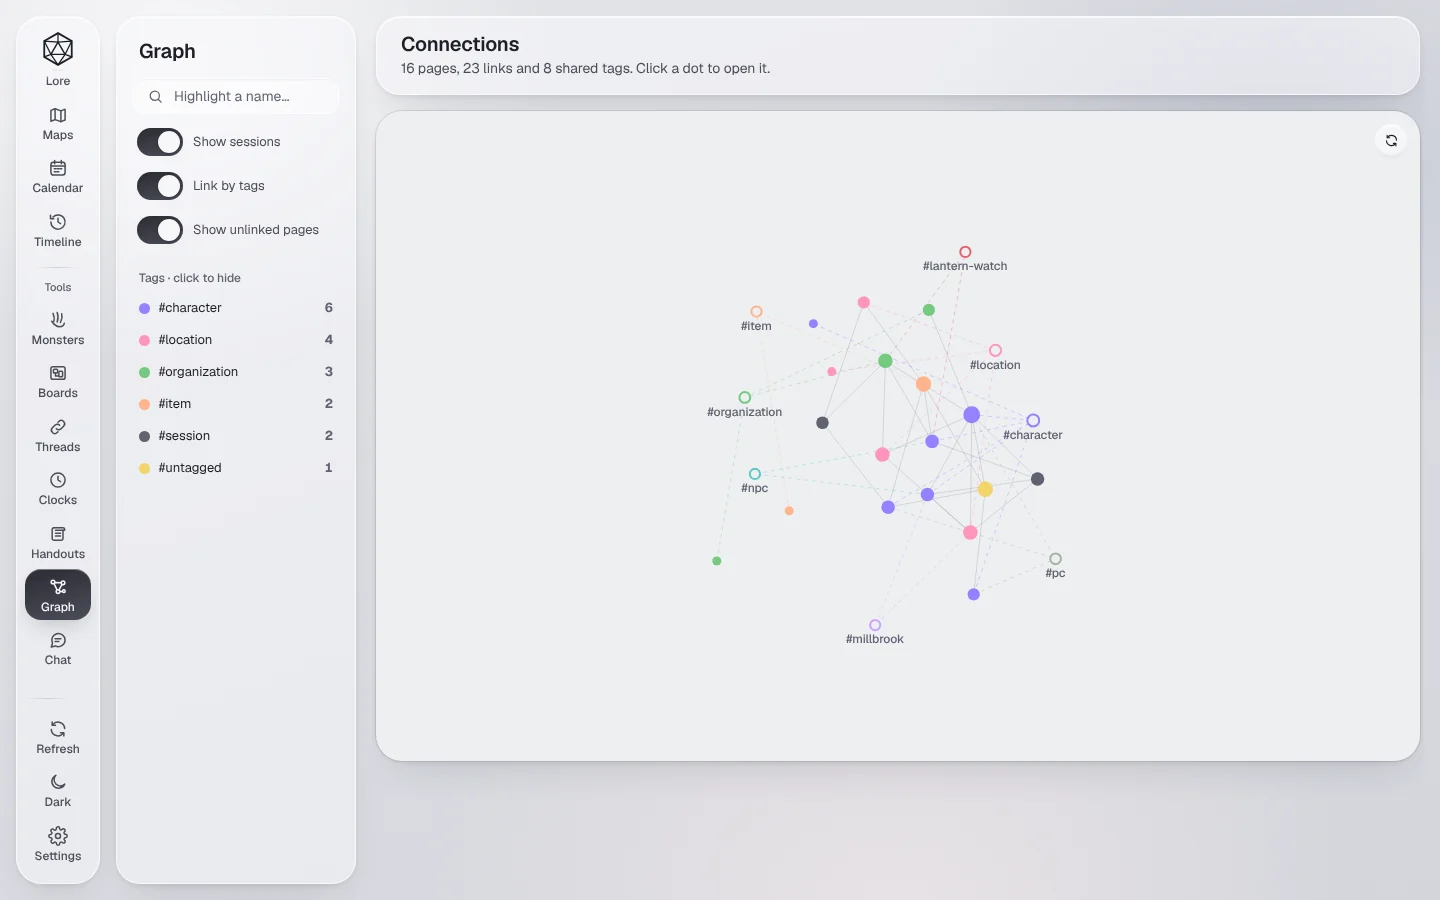 Lore
Maps
Calendar
Timeline
Tools
Monsters
Boards
Threads
Clocks
Handouts
Graph
Chat
Refresh
Dark
Settings
Graph
Highlight a name...
Show sessions
Link by tags
Show unlinked pages
Tags · click to hide
#character 6
#location 4
#organization 3
#item 2
#session 2
#untagged 1
Connections
16 pages, 23 links and 8 shared tags. Click a dot to open it.
#lantern-watch
#item
#location
#organization
#character
#npc
#pc
#millbrook